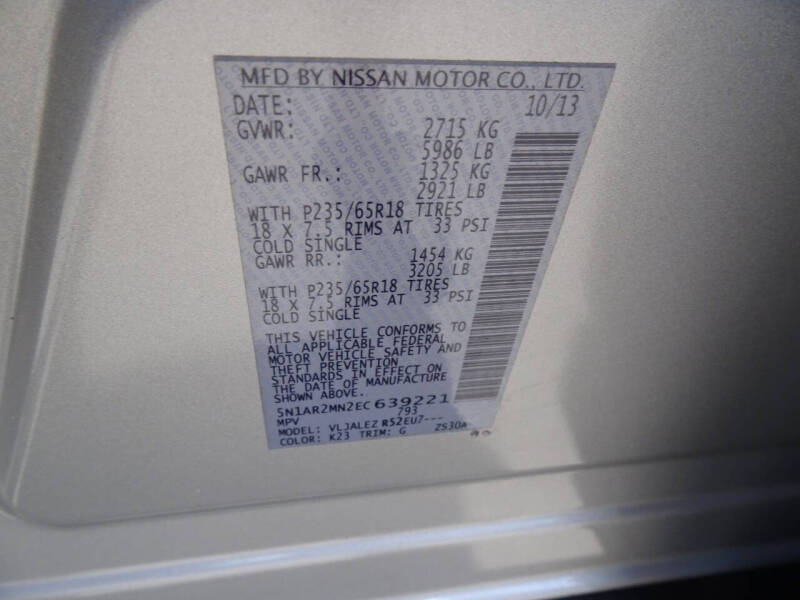 MFD BY NISSAN MOTOR CO., LTD.
DATE: 10/13
GVWR: 2715 KG
5986 LB
GAWR FR.: 1325 KG
2921 LB
WITH P235/65R18 TIRES
18 X 7.5 RIMS AT 33 PSI
COLD SINGLE
GAWR RR.: 1454 KG
3205 LB
WITH P235/65R18 TIRES
18 X 7.5 RIMS AT 33 PSI
COLD SINGLE
THIS VEHICLE CONFORMS TO
ALL APPLICABLE FEDERAL
MOTOR VEHICLE SAFETY AND
THEFT PREVENTION
STANDARDS IN EFFECT ON
THE DATE OF MANUFACTURE
SHOWN ABOVE.
5N1AR2MN2EC639221
MPV 793
MODEL: VLJALEZ R52EU7---
COLOR: K23 TRIM: G ZS30A